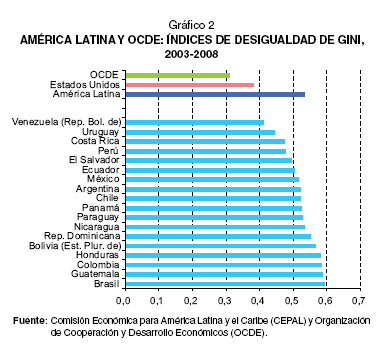 Gráfico 2
AMÉRICA LATINA Y OCDE: ÍNDICES DE DESIGUALDAD DE GINI,
2003-2008
OCDE
Estados Unidos
América Latina
Venezuela (Rep. Bol. de)
Uruguay
Costa Rica
Perú
El Salvador
Ecuador
México
Argentina
Chile
Panamá
Paraguay
Nicaragua
Rep. Dominicana
Bolivia (Est. Plur. de)
Honduras
Colombia
Guatemala
Brasil
0,0 0,1 0,2 0,3 0,4 0,5 0,6 0,7
Fuente: Comisión Económica para América Latina y el Caribe (CEPAL) y Organización
de Cooperación y Desarrollo Económicos (OCDE).